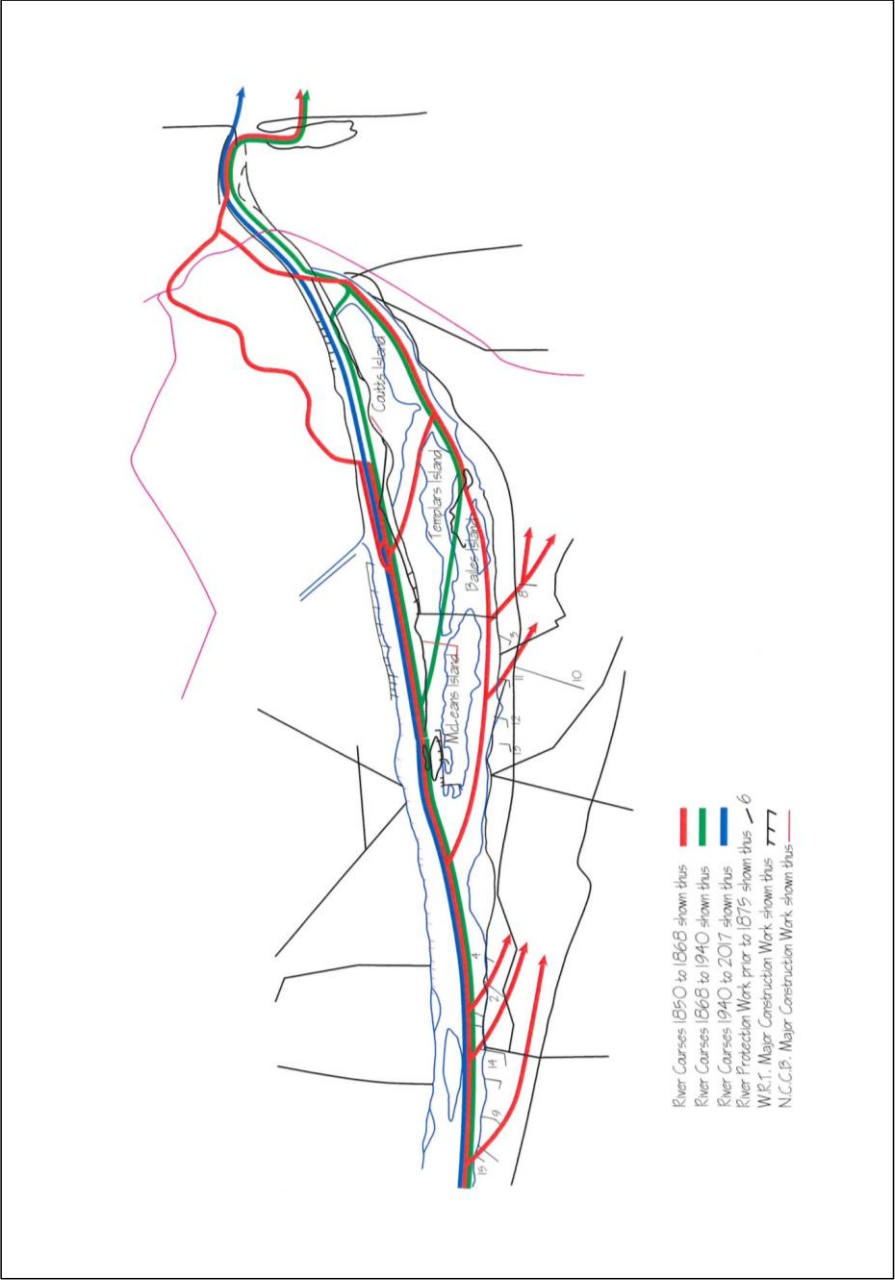 Coutts Island
Templars Island
McLeans Island
Island
4
2
14
9
15
8
5
11
12
10
River Courses 1850 to 1868 shown thus
River Courses 1868 to 1940 shown thus
River Courses 1940 to 2017 shown thus
River Protection Work prior to 1875 shown thus 6
W.R.T. Major Construction Work shown thus
N.C.C.B. Major Construction Work shown thus